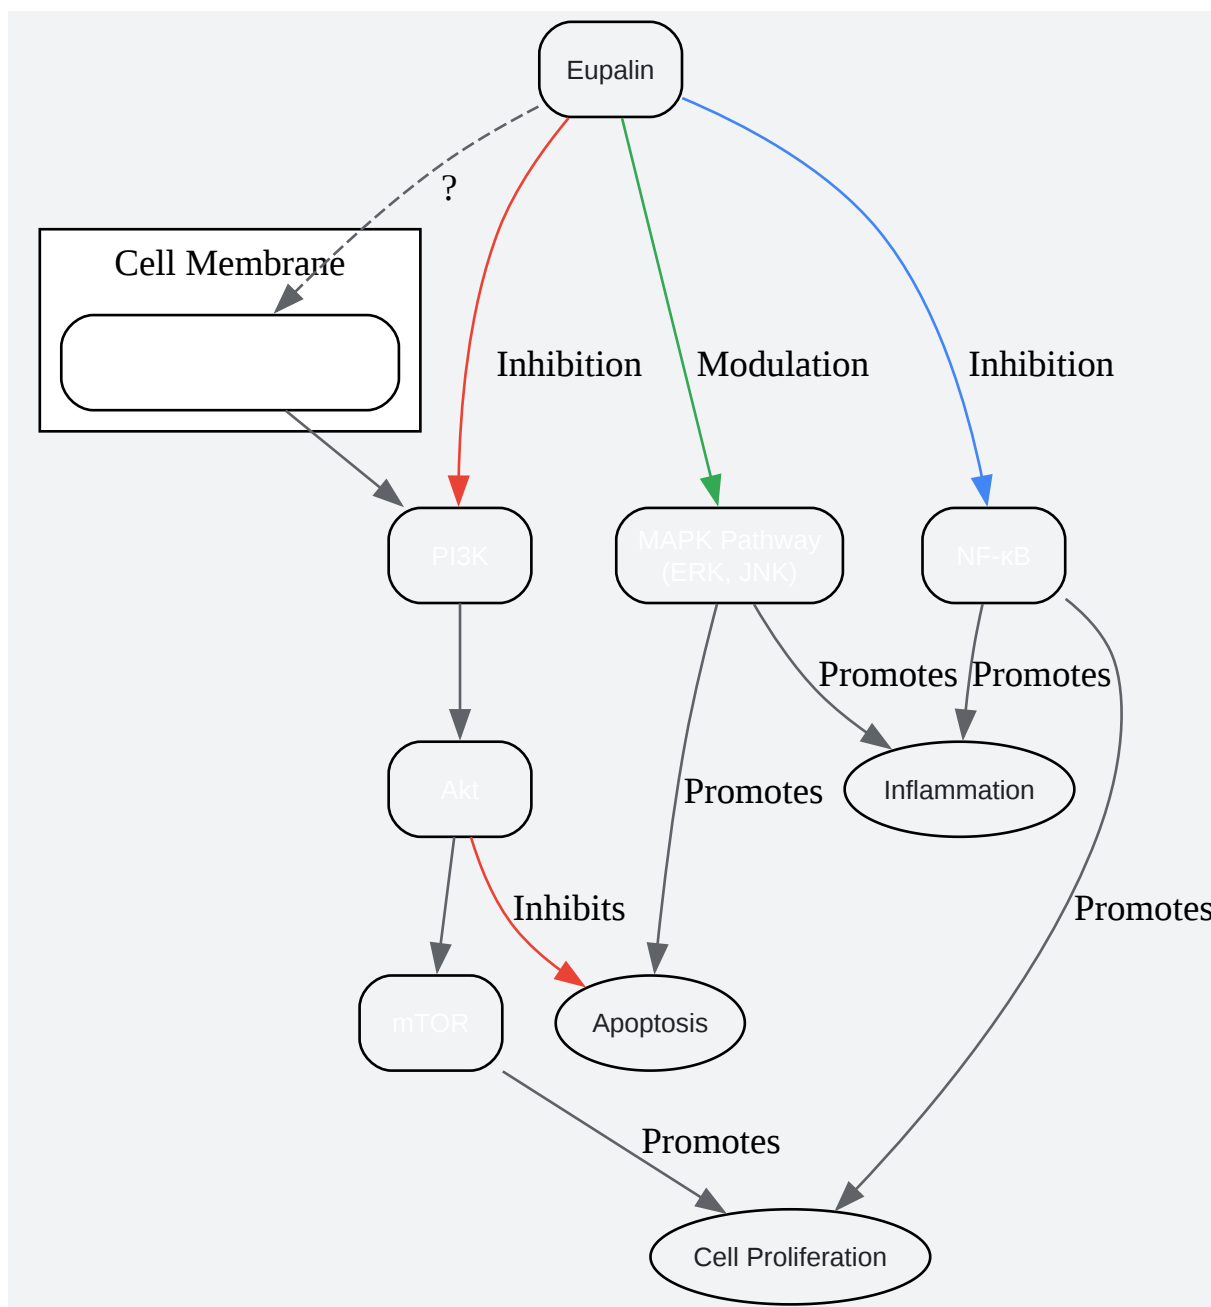 Eupalin
?
Cell Membrane
Inhibition
Modulation
Inhibition
PI3K
MAPK Pathway
(ERK, JNK)
NF-κB
Promotes
Promotes
Akt
Promotes
Inflammation
Inhibits
Promotes
mTOR
Apoptosis
Promotes
Cell Proliferation